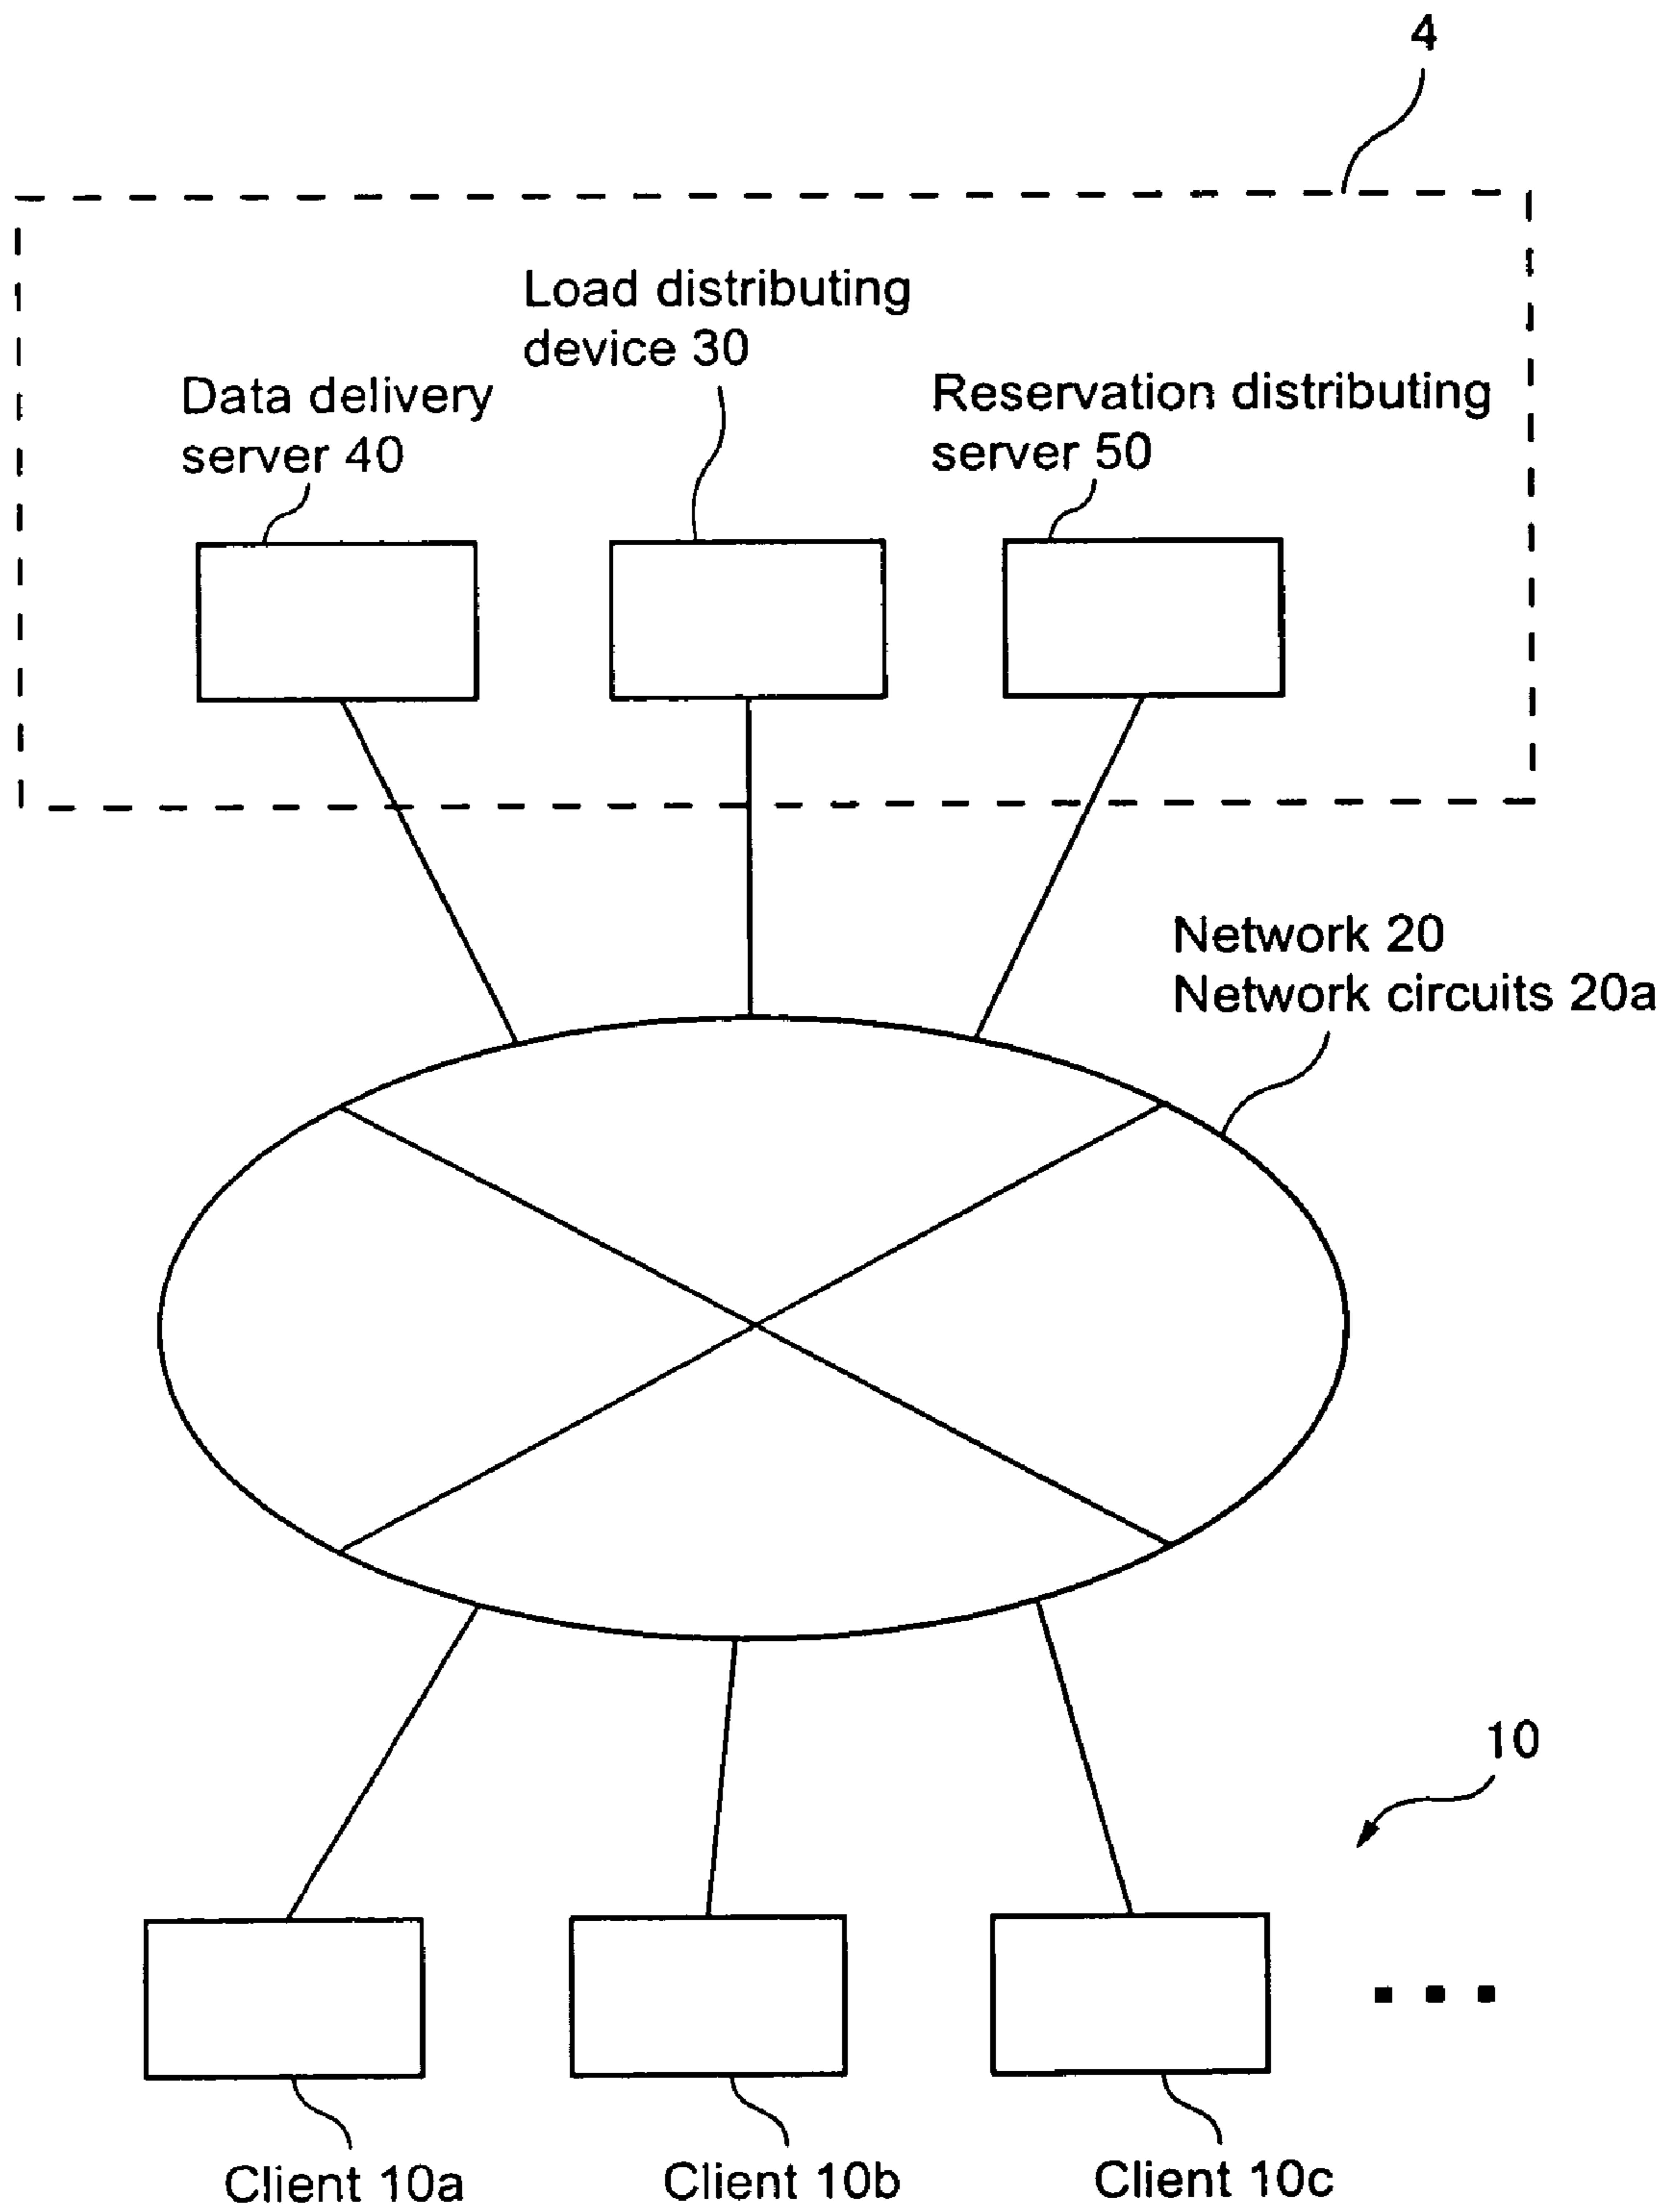 4
Load distributing
device 30
Data delivery
server 40
Reservation distributing
server 50
Network 20
Network circuits 20a
10
Client 10a
Client 10b
Client 10c